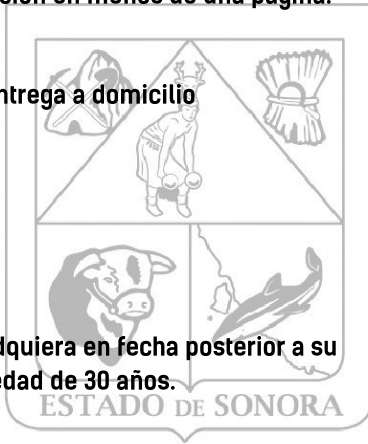 ción en menos de una página.
ntrega a domicilio
dquiera en fecha posterior a su
edad de 30 años.
ESTADO DE SONORA